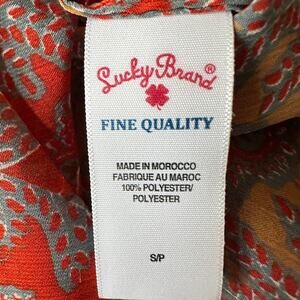 Lucky Brand®
FINE QUALITY
MADE IN MOROCCO
FABRIQUE AU MAROC
100% POLYESTER/
POLYESTER
S/P